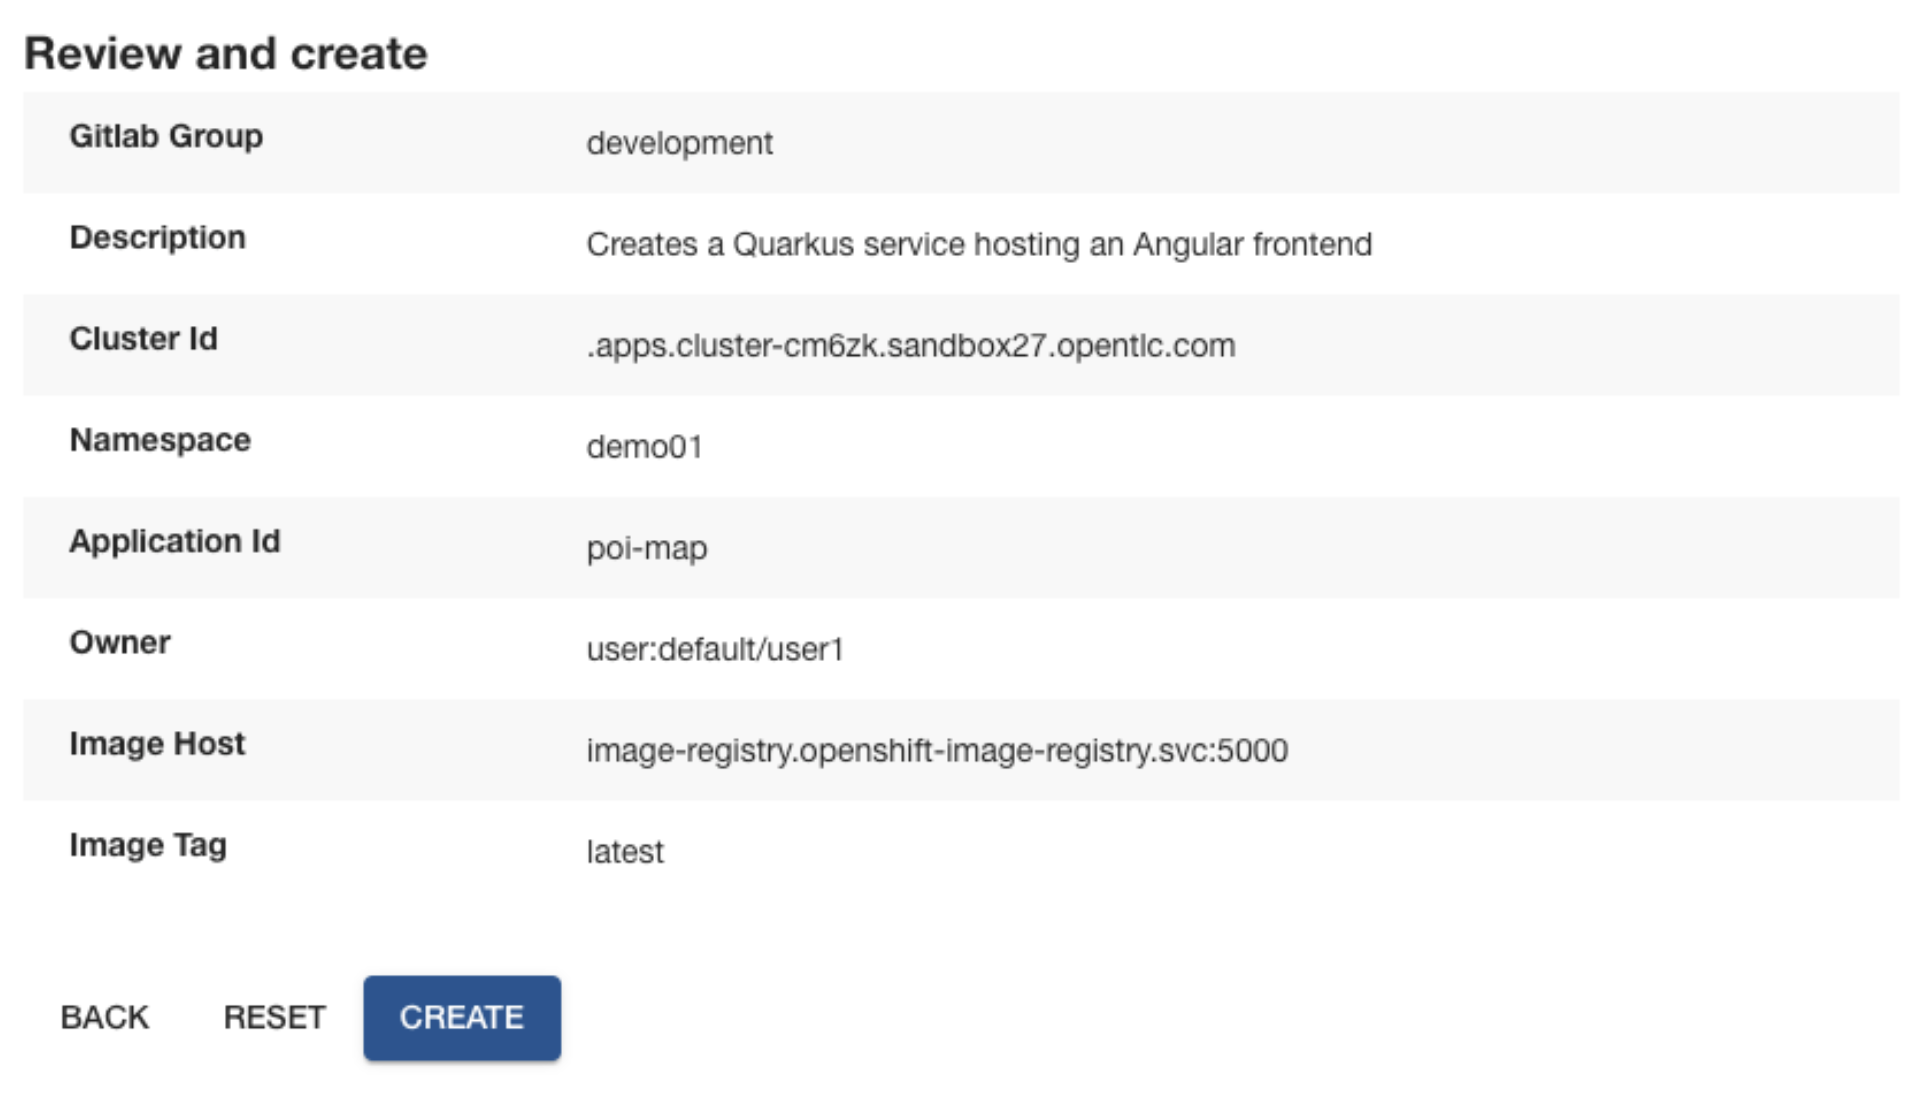 Review and create
Gitlab Group development
Description Creates a Quarkus service hosting an Angular frontend
Cluster Id .apps.cluster-cm6zk.sandbox27.opentlc.com
Namespace demo01
Application Id poi-map
Owner user:default/user1
Image Host image-registry.openshift-image-registry.svc:5000
Image Tag latest
BACK RESET CREATE